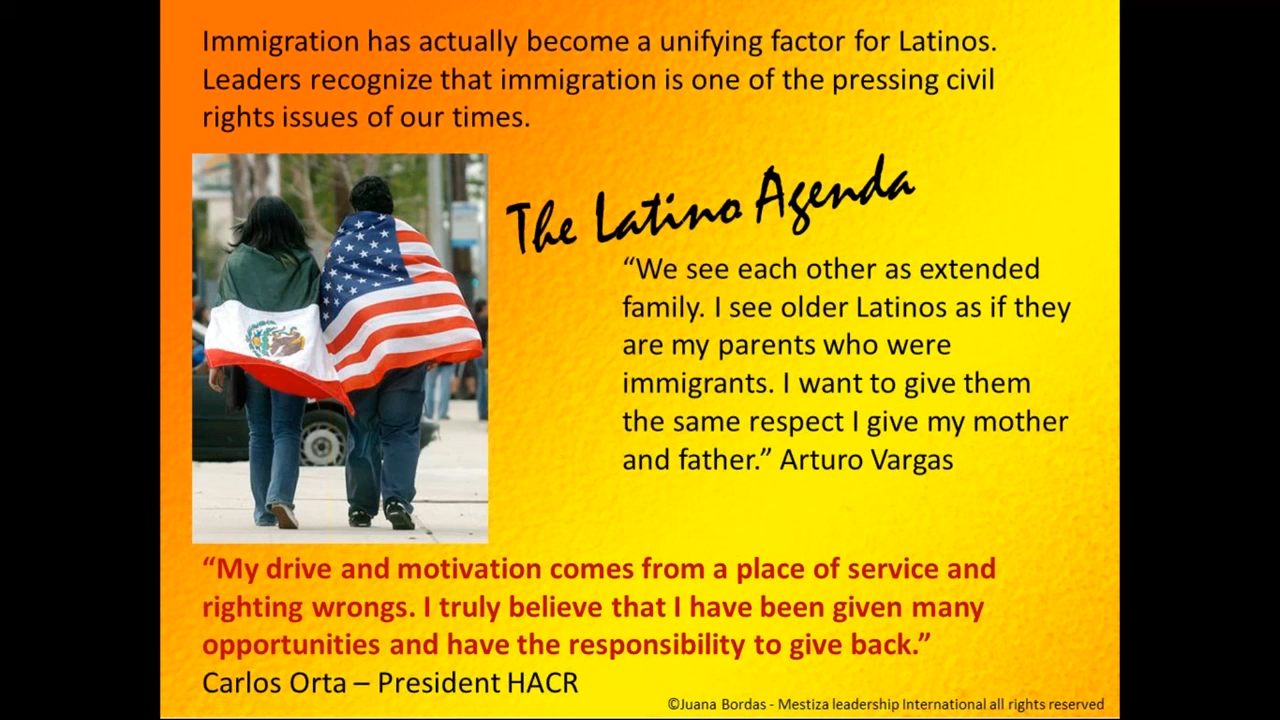 Immigration has actually become a unifying factor for Latinos.
Leaders recognize that immigration is one of the pressing civil
rights issues of our times.
The Latino Agenda
“We see each other as extended
family. I see older Latinos as if they
are my parents who were
immigrants. I want to give them
the same respect I give my mother
and father.” Arturo Vargas
“My drive and motivation comes from a place of service and
righting wrongs. I truly believe that I have been given many
opportunities and have the responsibility to give back.”
Carlos Orta – President HACR
©Juana Bordas - Mestiza leadership International all rights reserved